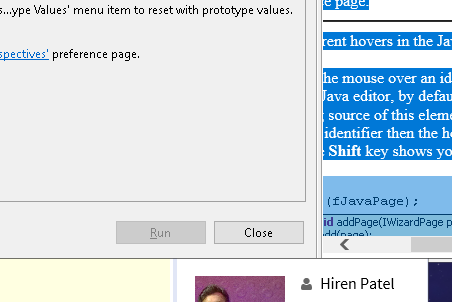 s...ype Values' menu item to reset with prototype values.
spectives' preference page.
Run
Close
e page.
rent hovers in the Jav
he mouse over an id
Java editor, by defau
source of this eleme
identifier then the ho
Shift key shows yo
(fJavaPage);
id addPage(IWizardPage p
add(page);
Hiren Patel